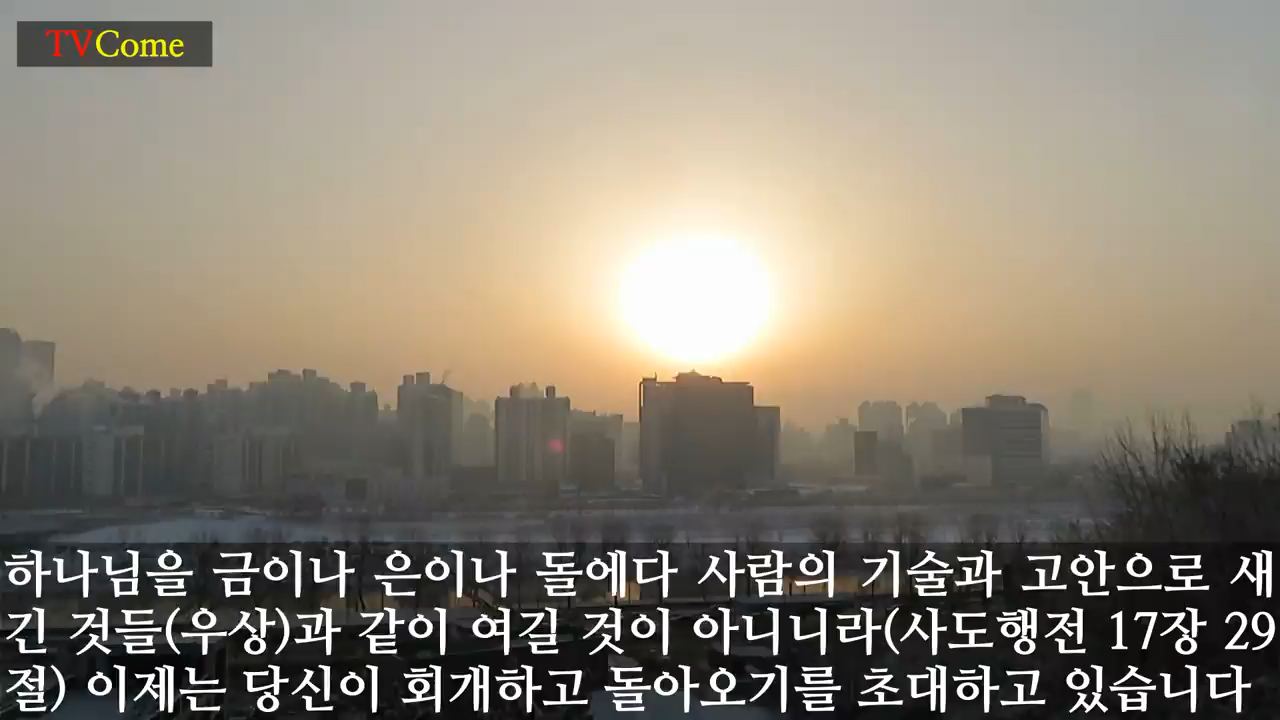 TVCome
하나님을 금이나 은이나 돌에다 사람의 기술과 고안으로 새
긴 것들(우상)과 같이 여길 것이 아니니라(사도행전 17장 29
절) 이제는 당신이 회개하고 돌아오기를 초대하고 있습니다